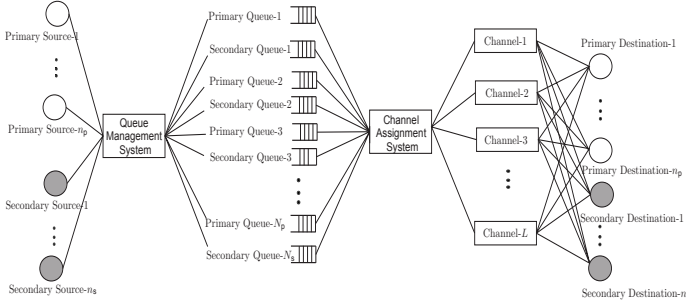 Primary Source-1
Primary Source-nₚ
Secondary Source-1
Secondary Source-nₛ
Queue
Management
System
Primary Queue-1
Secondary Queue-1
Primary Queue-2
Secondary Queue-2
Primary Queue-3
Secondary Queue-3
Primary Queue-Nₚ
Secondary Queue-Nₛ
Channel
Assignment
System
Channel-1
Channel-2
Channel-3
Channel-L
Primary Destination-1
Primary Destination-nₚ
Secondary Destination-1
Secondary Destination-n